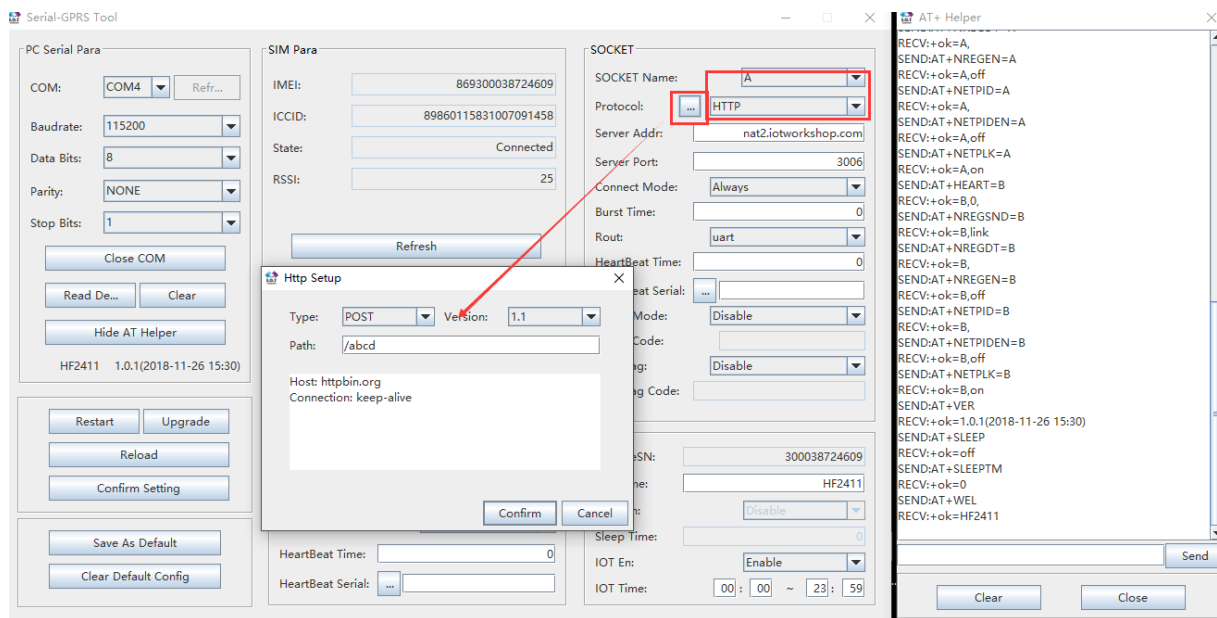 Serial-GPRS Tool
PC Serial Para
COM: COM4 Refr...
Baudrate: 115200
Data Bits: 8
Parity: NONE
Stop Bits: 1
Close COM
Read De... Clear
Hide AT Helper
HF2411 1.0.1(2018-11-26 15:30)
Restart Upgrade
Reload
Confirm Setting
Save As Default
Clear Default Config
SIM Para
IMEI: 869300038724609
ICCID: 89860115831007091458
State: Connected
RSSI: 25
Refresh
Http Setup
Type: POST Version: 1.1
Path: /abcd
Host: httpbin.org
Connection: keep-alive
Confirm Cancel
HeartBeat Time: 0
HeartBeat Serial: ...
SOCKET
SOCKET Name: A
Protocol: ... HTTP
Server Addr: nat2.iotworkshop.com
Server Port: 3006
Connect Mode: Always
Burst Time: 0
Rout: uart
HeartBeat Time: 0
eat Serial: ...
Mode: Disable
Code:
ag: Disable
ag Code:
eSN: 300038724609
ne: HF2411
n: Disable
Sleep Time: 0
IOT En: Enable
IOT Time: 00 : 00 ~ 23 : 59
AT+ Helper
RECV:+ok=A,
SEND:AT+NREGEN=A
RECV:+ok=A,off
SEND:AT+NETPID=A
RECV:+ok=A,
SEND:AT+NETPIDEN=A
RECV:+ok=A,off
SEND:AT+NETPLK=A
RECV:+ok=A,on
SEND:AT+HEART=B
RECV:+ok=B,0,
SEND:AT+NREGSND=B
RECV:+ok=B,link
SEND:AT+NREGDT=B
RECV:+ok=B,
SEND:AT+NREGEN=B
RECV:+ok=B,off
SEND:AT+NETPID=B
RECV:+ok=B,
SEND:AT+NETPIDEN=B
RECV:+ok=B,off
SEND:AT+NETPLK=B
RECV:+ok=B,on
SEND:AT+VER
RECV:+ok=1.0.1(2018-11-26 15:30)
SEND:AT+SLEEP
RECV:+ok=off
SEND:AT+SLEEPTM
RECV:+ok=0
SEND:AT+WEL
RECV:+ok=HF2411
Send
Clear Close